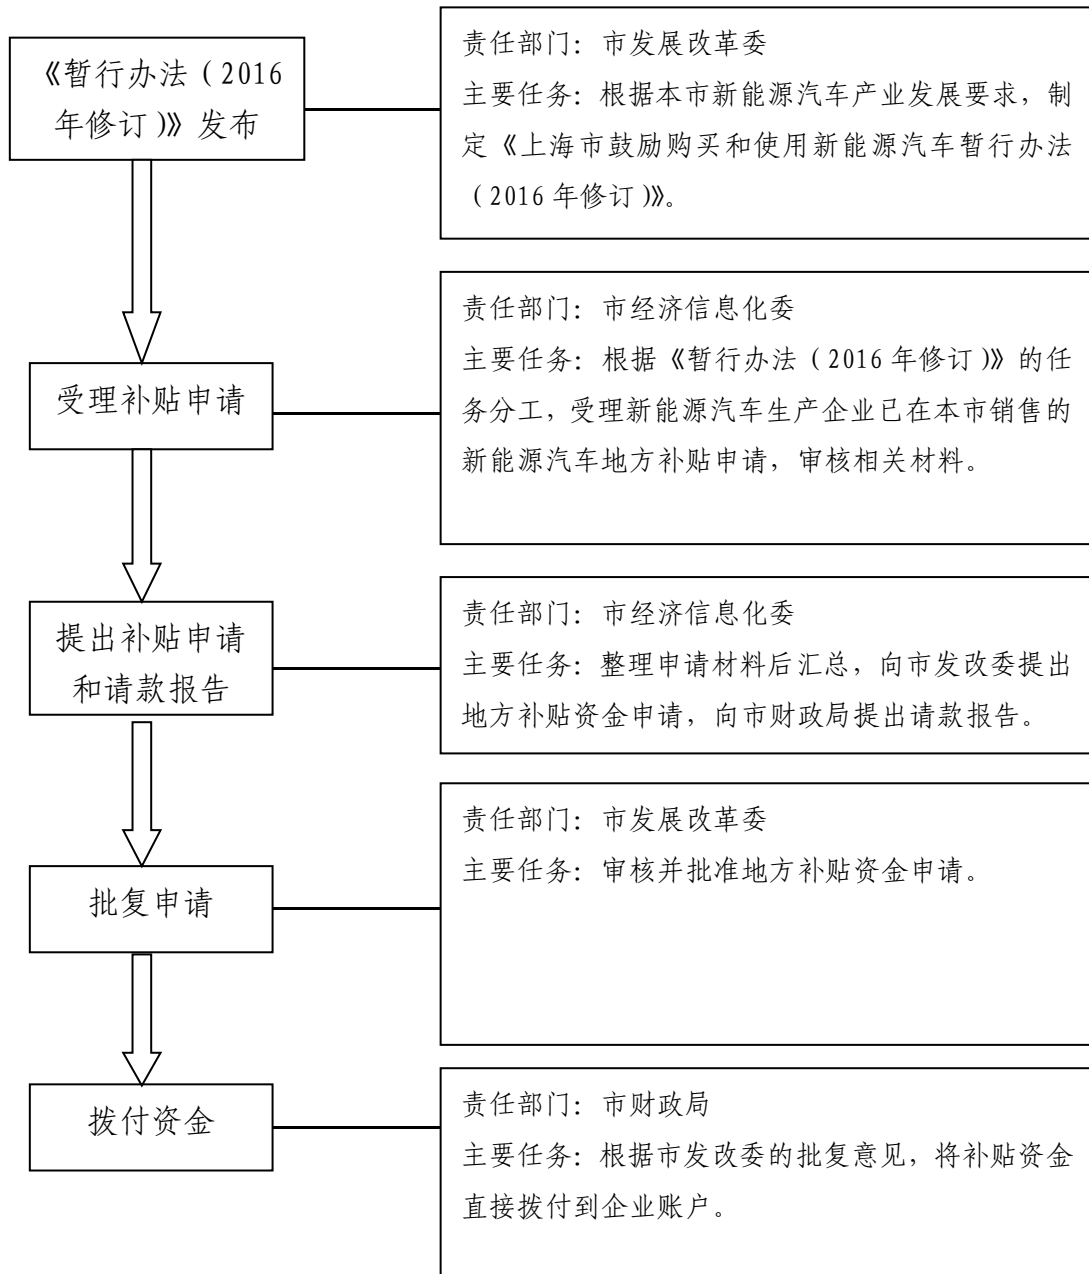 《暂行办法（2016
年修订）》发布
责任部门：市发展改革委
主要任务：根据本市新能源汽车产业发展要求，制
定《上海市鼓励购买和使用新能源汽车暂行办法
（2016 年修订）》。
受理补贴申请
责任部门：市经济信息化委
主要任务：根据《暂行办法（2016 年修订）》的任
务分工，受理新能源汽车生产企业已在本市销售的
新能源汽车地方补贴申请，审核相关材料。
提出补贴申请
和请款报告
责任部门：市经济信息化委
主要任务：整理申请材料后汇总，向市发改委提出
地方补贴资金申请，向市财政局提出请款报告。
批复申请
责任部门：市发展改革委
主要任务：审核并批准地方补贴资金申请。
拨付资金
责任部门：市财政局
主要任务：根据市发改委的批复意见，将补贴资金
直接拨付到企业账户。